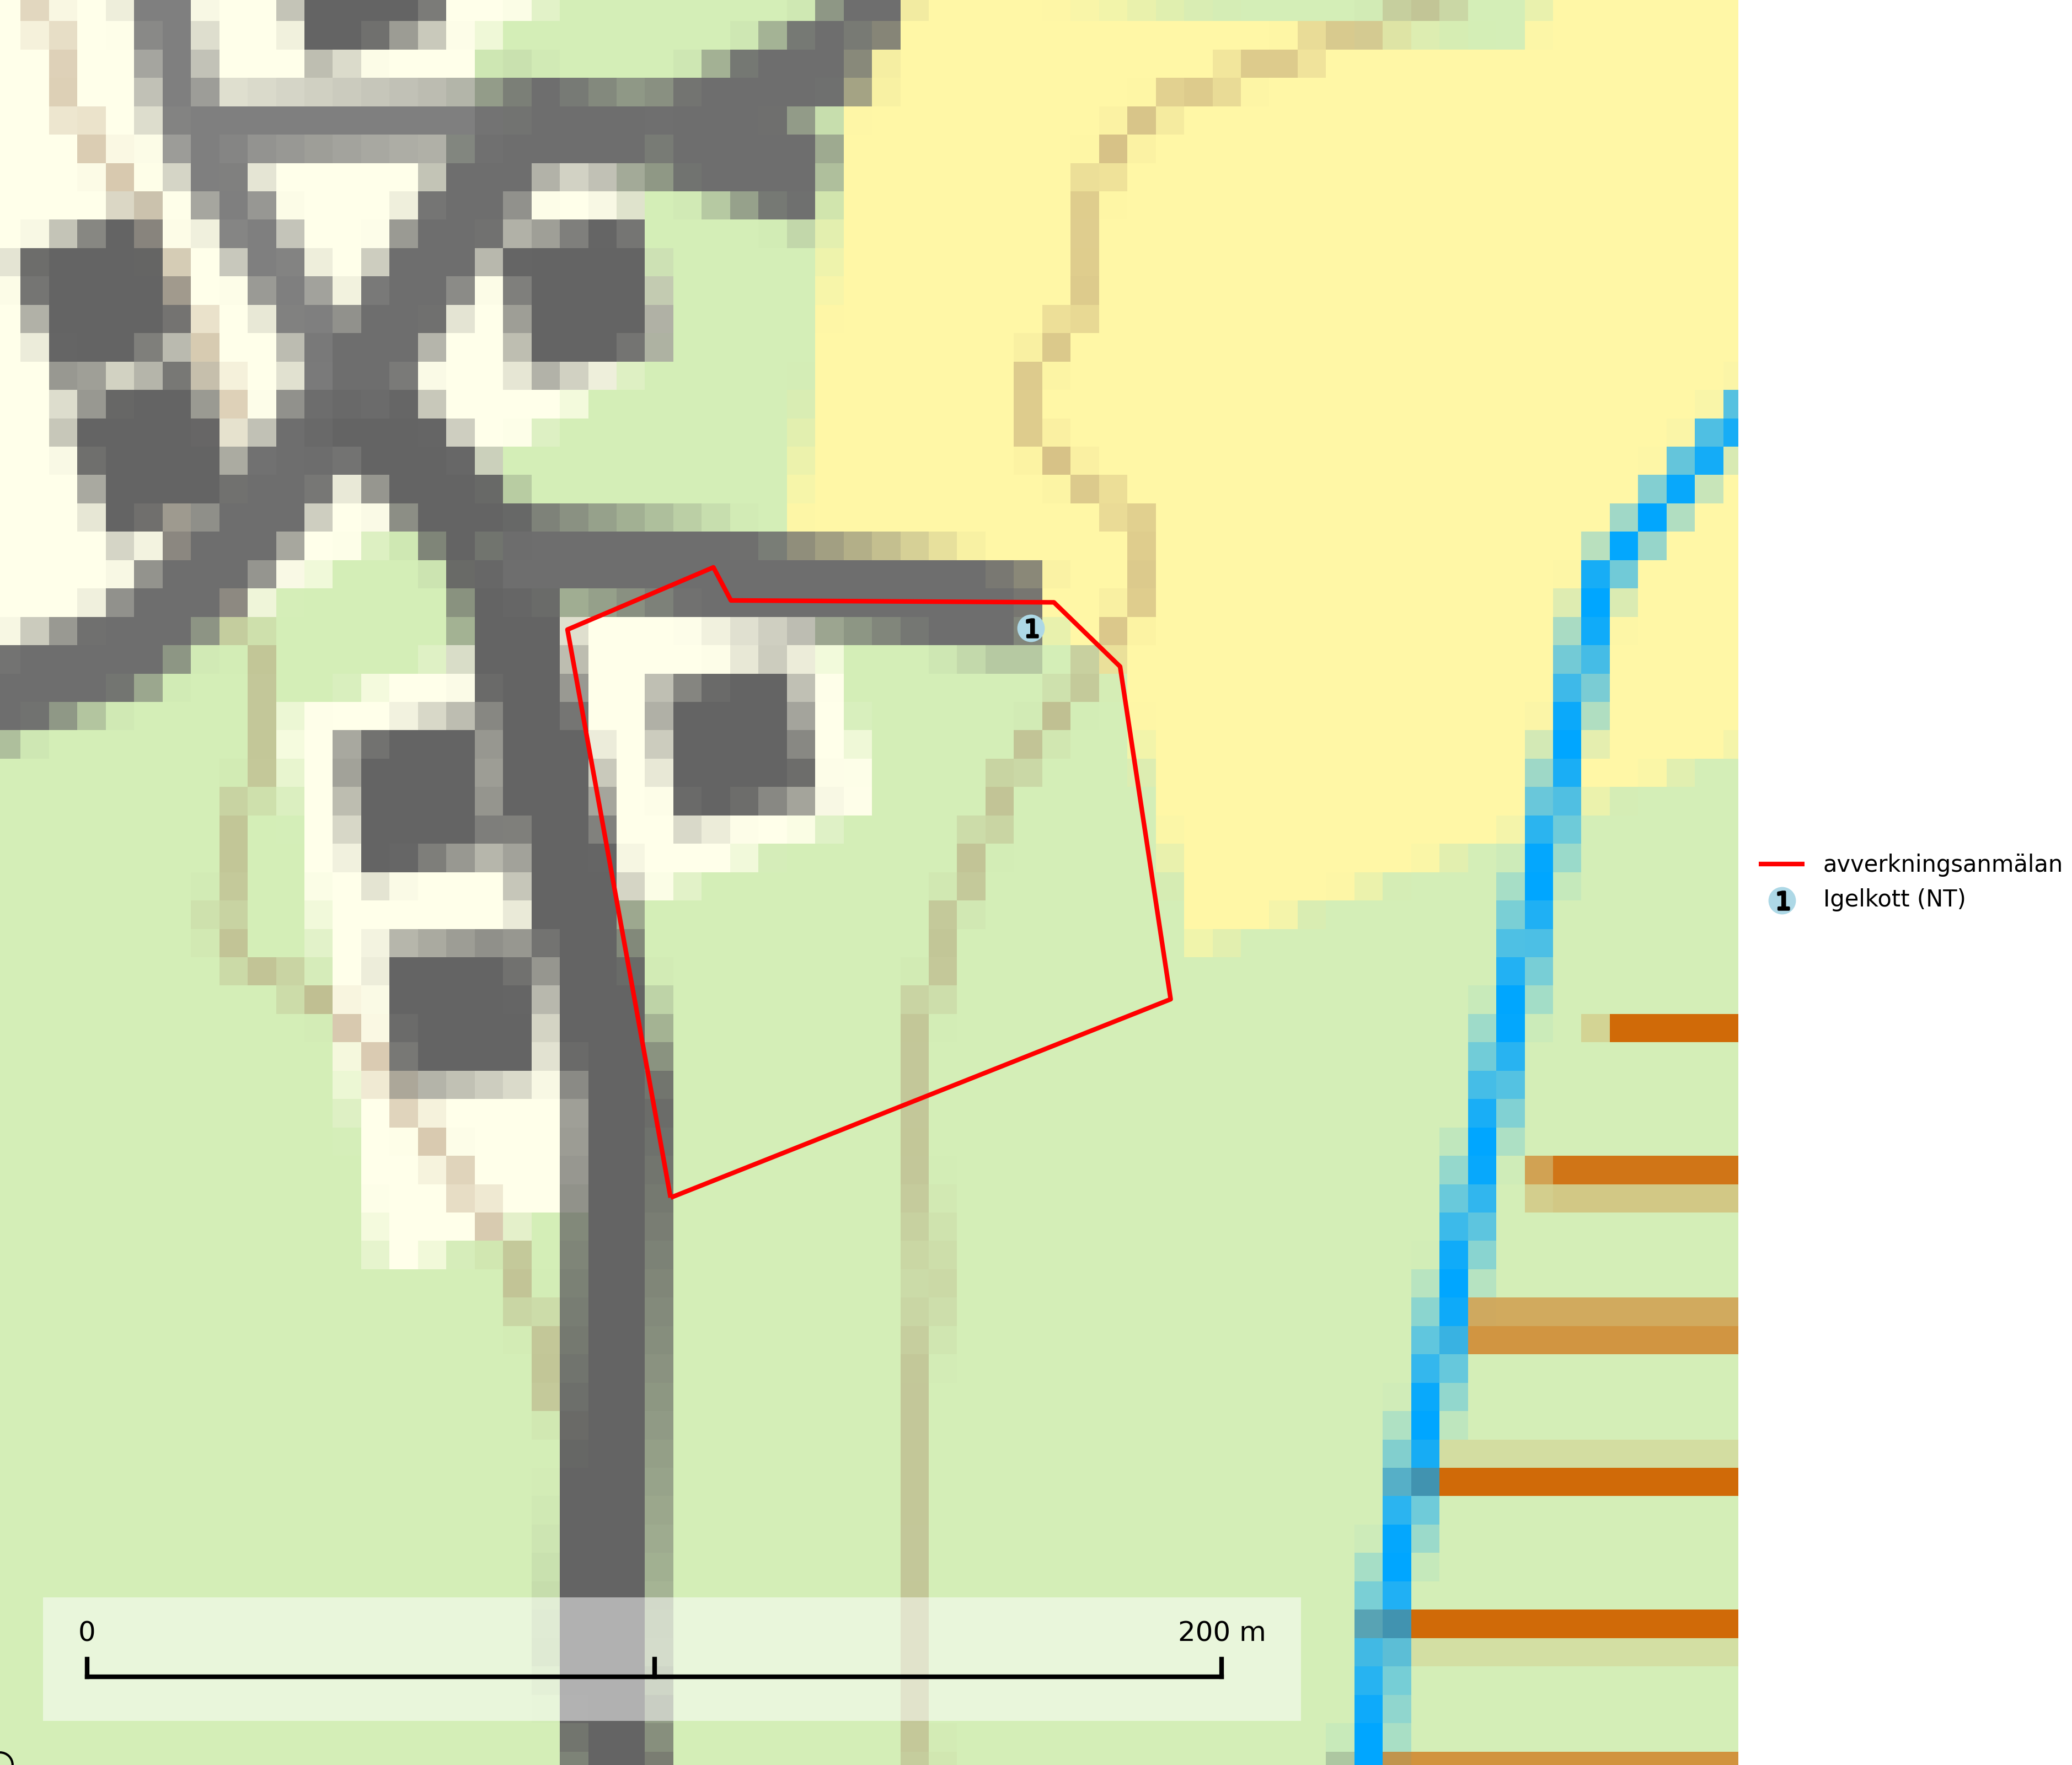 1
avverkningsanmälan
1 Igelkott (NT)
0 200 m